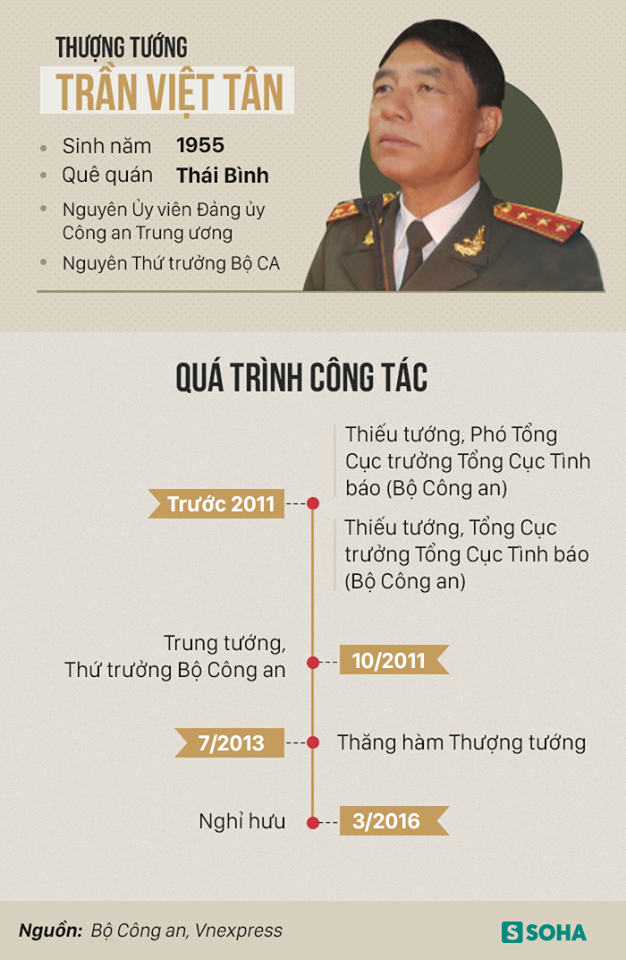 THƯỢNG TƯỚNG
TRẦN VIỆT TÂN
Sinh năm 1955
Quê quán Thái Bình
Nguyên Ủy viên Đảng ủy
Công an Trung ương
Nguyên Thứ trưởng Bộ CA
QUÁ TRÌNH CÔNG TÁC
Trước 2011
Thiếu tướng, Phó Tổng
Cục trưởng Tổng Cục Tình
báo (Bộ Công an)
Thiếu tướng, Tổng Cục
trưởng Tổng Cục Tình báo
(Bộ Công an)
10/2011
Trung tướng,
Thứ trưởng Bộ Công an
7/2013
Thăng hàm Thượng tướng
3/2016
Nghỉ hưu
Nguồn: Bộ Công an, Vnexpress
S SOHA